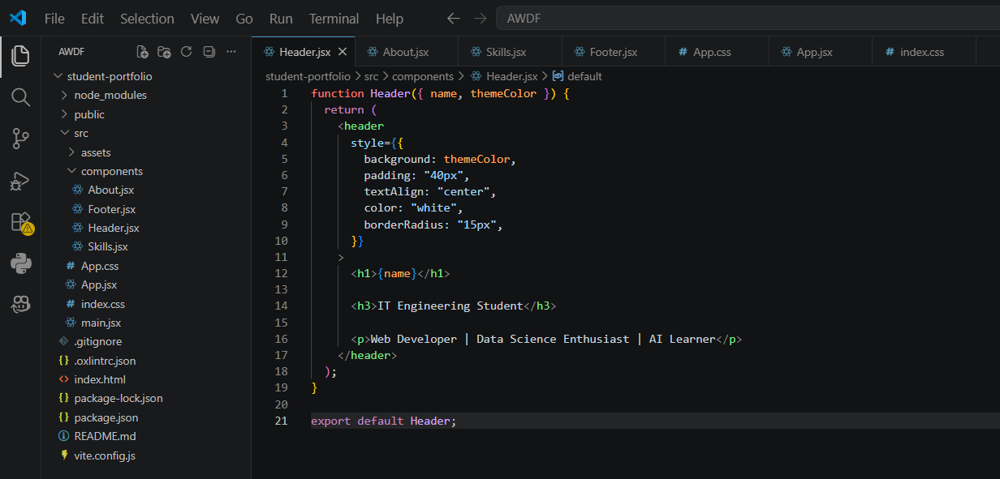 File Edit Selection View Go Run Terminal Help ← → AWDF
AWDF ···
Header.jsx × About.jsx Skills.jsx Footer.jsx # App.css App.jsx # index.css
student-portfolio > src > components > Header.jsx > default
student-portfolio
node_modules
public
src
assets
components
About.jsx
Footer.jsx
Header.jsx
Skills.jsx
# App.css
App.jsx
# index.css
main.jsx
.gitignore
{} .oxlintrc.json
<> index.html
{} package-lock.json
{} package.json
README.md
vite.config.js
1 function Header({ name, themeColor }) {
2   return (
3     <header
4       style={{
5         background: themeColor,
6         padding: "40px",
7         textAlign: "center",
8         color: "white",
9         borderRadius: "15px",
10       }}
11     >
12       <h1>{name}</h1>
13
14       <h3>IT Engineering Student</h3>
15
16       <p>Web Developer | Data Science Enthusiast | AI Learner</p>
17     </header>
18   );
19 }
20
21 export default Header;